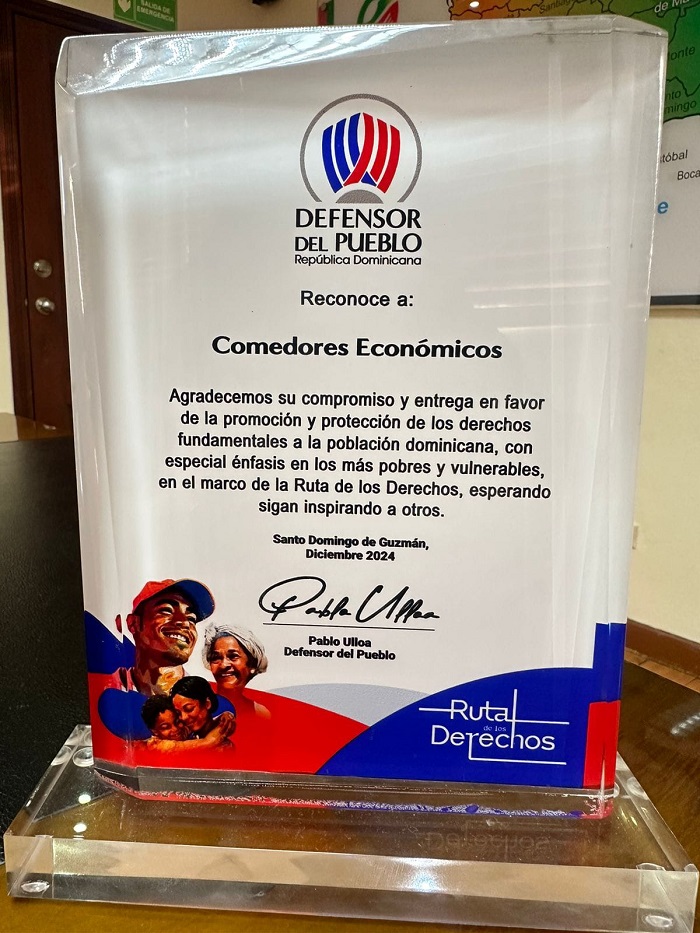 SALIDA DE
EMERGENCIA
DEFENSOR
DEL PUEBLO
República Dominicana
Reconoce a:
Comedores Económicos
Agradecemos su compromiso y entrega en favor
de la promoción y protección de los derechos
fundamentales a la población dominicana, con
especial énfasis en los más pobres y vulnerables,
en el marco de la Ruta de los Derechos, esperando
sigan inspirando a otros.
Santo Domingo de Guzmán,
Diciembre 2024
Pablo Ulloa
Pablo Ulloa
Defensor del Pueblo
Ruta
de los
Derechos